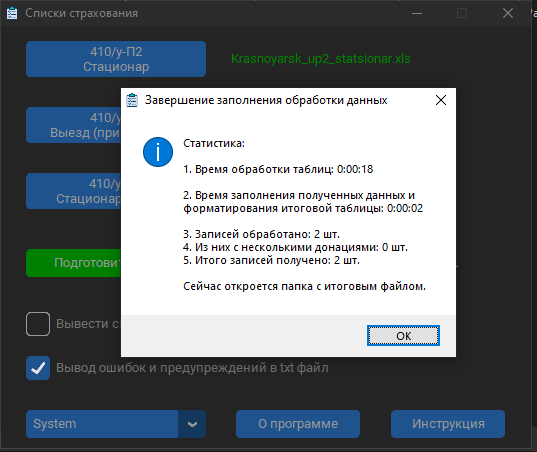 Списки страхования
410/у-П2
Стационар
Krasnoyarsk_up2_statsionar.xls
410/у
Выезд (при
410/у
Стационар
Подготовит
Завершение заполнения обработки данных
Статистика:
1. Время обработки таблиц: 0:00:18
2. Время заполнения полученных данных и
форматирования итоговой таблицы: 0:00:02
3. Записей обработано: 2 шт.
4. Из них с несколькими донациями: 0 шт.
5. Итого записей получено: 2 шт.
Сейчас откроется папка с итоговым файлом.
OK
Вывести
Вывод ошибок и предупреждений в txt файл
System
О программе
Инструкция